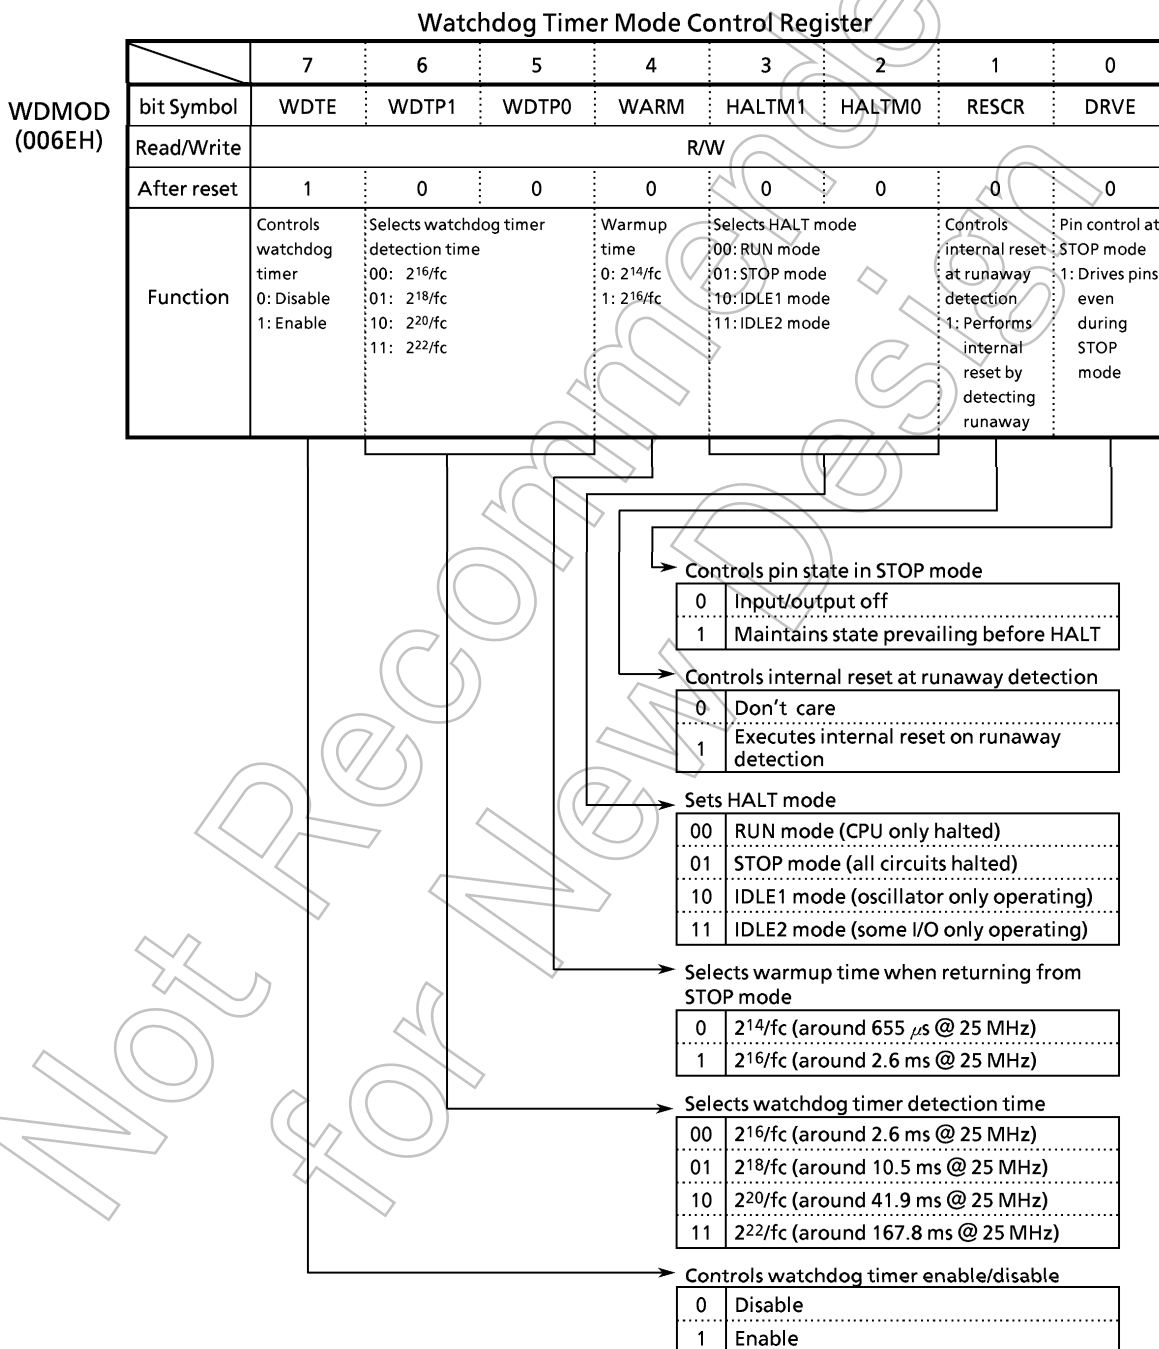 Watchdog Timer Mode Control Register
7 6 5 4 3 2 1 0
WDMOD
(006EH)
bit Symbol WDTE WDTP1 WDTP0 WARM HALTM1 HALTM0 RESCR DRVE
Read/Write R/W
After reset 1 0 0 0 0 0 0 0
Function
Controls
watchdog
timer
0: Disable
1: Enable
Selects watchdog timer
detection time
00: 2¹⁶/fc
01: 2¹⁸/fc
10: 2²⁰/fc
11: 2²²/fc
Warmup
time
0: 2¹⁴/fc
1: 2¹⁶/fc
Selects HALT mode
00: RUN mode
01: STOP mode
10: IDLE1 mode
11: IDLE2 mode
Controls
internal reset
at runaway
detection
1: Performs
internal
reset by
detecting
runaway
Pin control at
STOP mode
1: Drives pins
even
during
STOP
mode
Controls pin state in STOP mode
0 Input/output off
1 Maintains state prevailing before HALT
Controls internal reset at runaway detection
0 Don't care
1 Executes internal reset on runaway
detection
Sets HALT mode
00 RUN mode (CPU only halted)
01 STOP mode (all circuits halted)
10 IDLE1 mode (oscillator only operating)
11 IDLE2 mode (some I/O only operating)
Selects warmup time when returning from
STOP mode
0 2¹⁴/fc (around 655 μs @ 25 MHz)
1 2¹⁶/fc (around 2.6 ms @ 25 MHz)
Selects watchdog timer detection time
00 2¹⁶/fc (around 2.6 ms @ 25 MHz)
01 2¹⁸/fc (around 10.5 ms @ 25 MHz)
10 2²⁰/fc (around 41.9 ms @ 25 MHz)
11 2²²/fc (around 167.8 ms @ 25 MHz)
Controls watchdog timer enable/disable
0 Disable
1 Enable
Not Recommende
for New Design